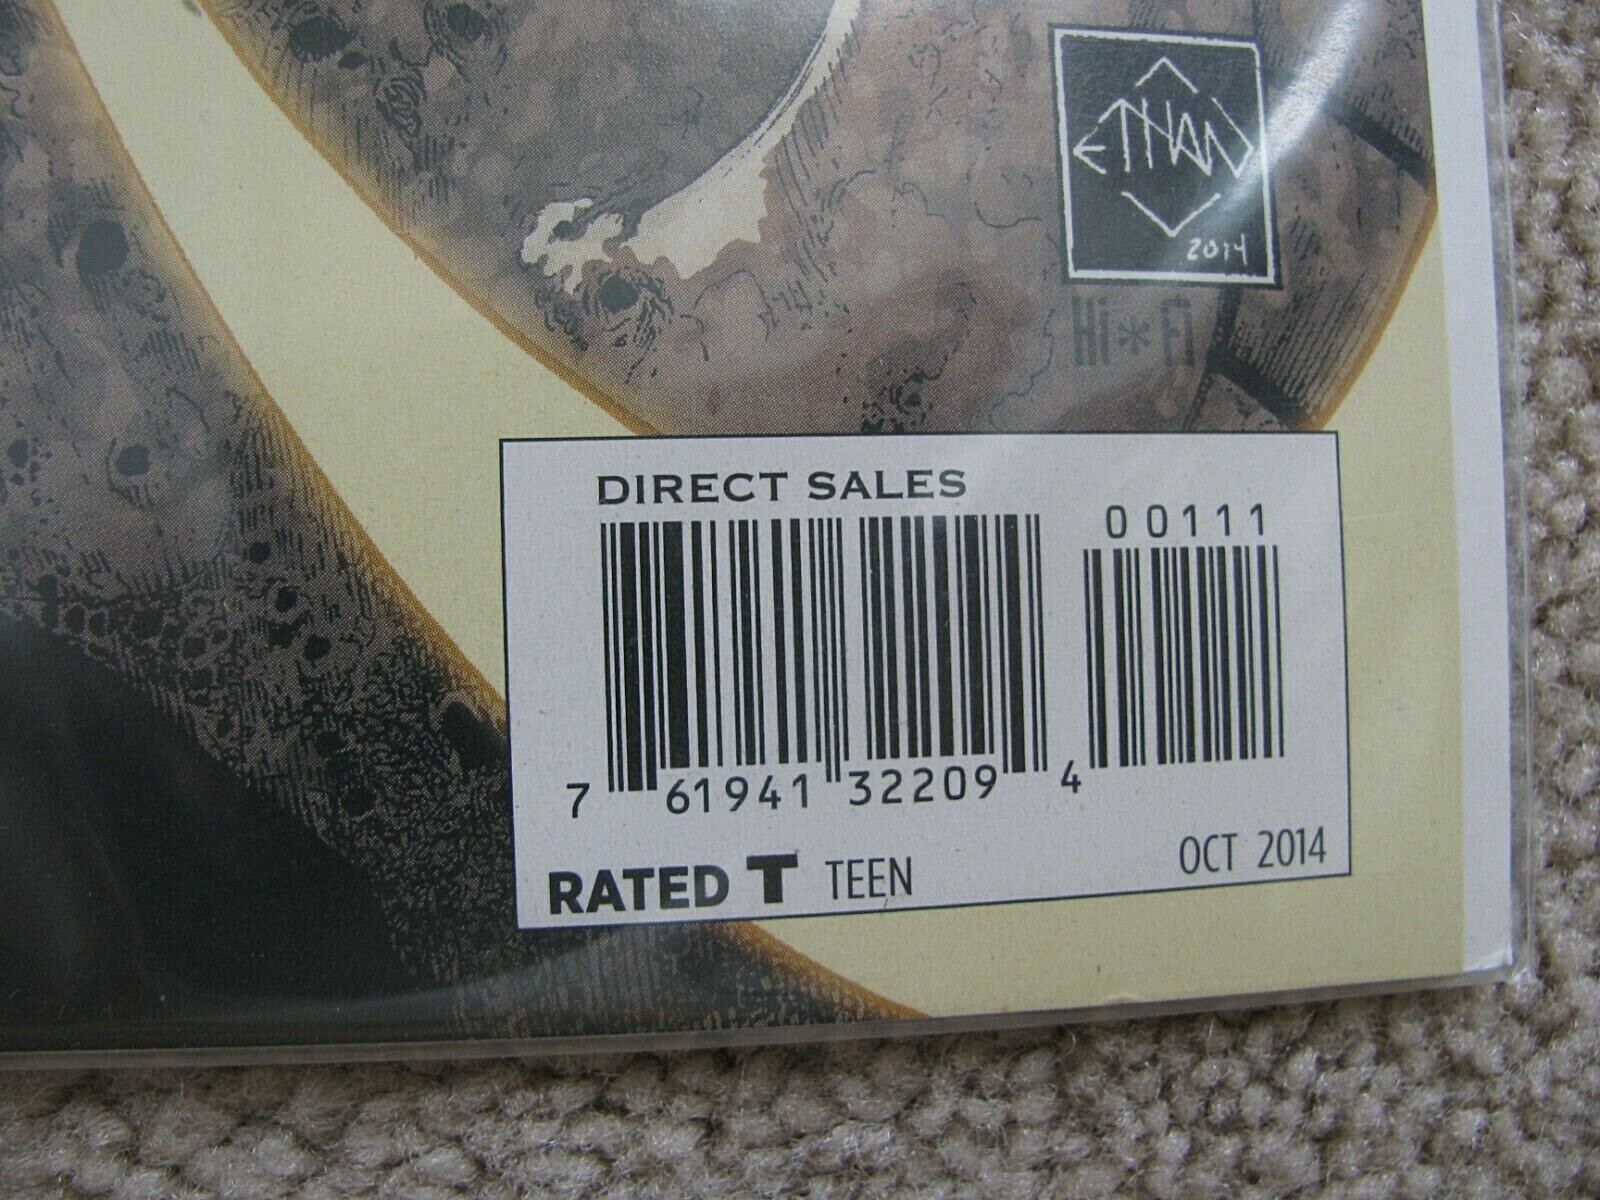 ETHAN
2014
Hi*Fi
DIRECT SALES
00111
7 61941 32209 4
RATED T TEEN
OCT 2014